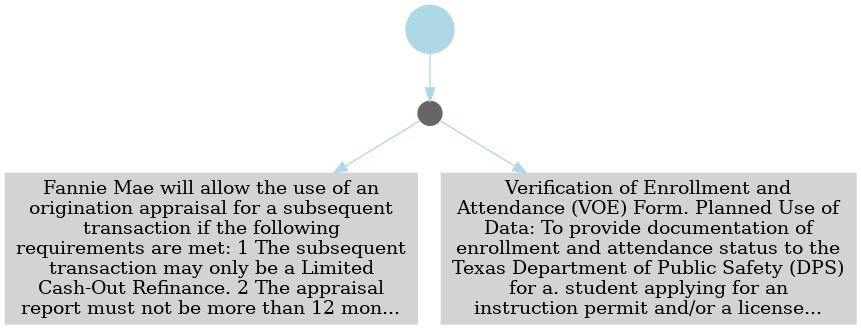 Fannie Mae will allow the use of an
origination appraisal for a subsequent
transaction if the following
requirements are met: 1 The subsequent
transaction may only be a Limited
Cash-Out Refinance. 2 The appraisal
report must not be more than 12 mon...
Verification of Enrollment and
Attendance (VOE) Form. Planned Use of
Data: To provide documentation of
enrollment and attendance status to the
Texas Department of Public Safety (DPS)
for a. student applying for an
instruction permit and/or a license...